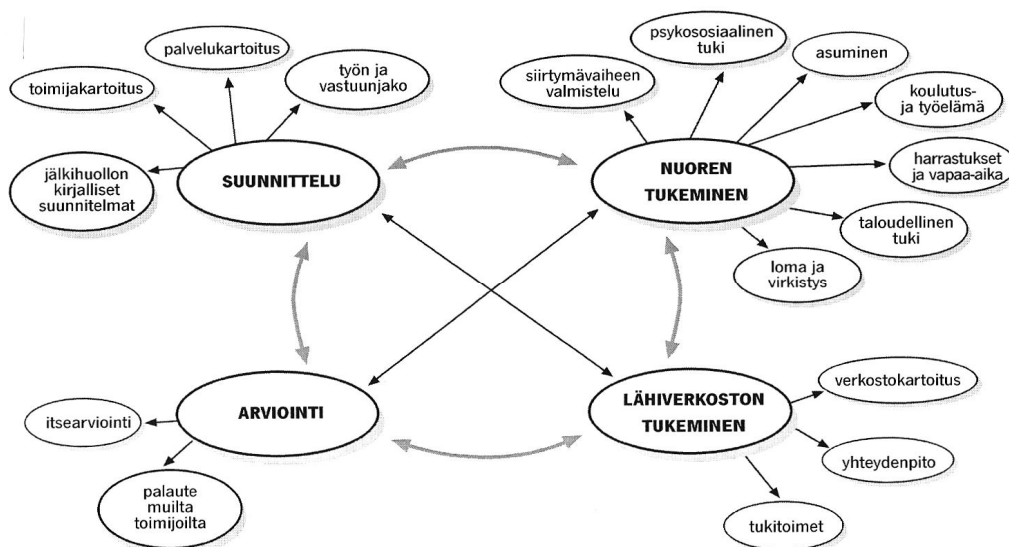 palvelukartoitus
toimijakartoitus
työn ja
vastuunjako
jälkihuollon
kirjalliset
suunnitelmat
SUUNNITTELU
psykososiaalinen
tuki
siirtymävaiheen
valmistelu
asuminen
koulutus-
ja työelämä
harrastukset
ja vapaa-aika
taloudellinen
tuki
loma ja
virkistys
NUOREN
TUKEMINEN
ARVIOINTI
itsearviointi
palaute
muilta
toimijoilta
LÄHIVERKOSTON
TUKEMINEN
verkostokartoitus
yhteydenpito
tukitoimet